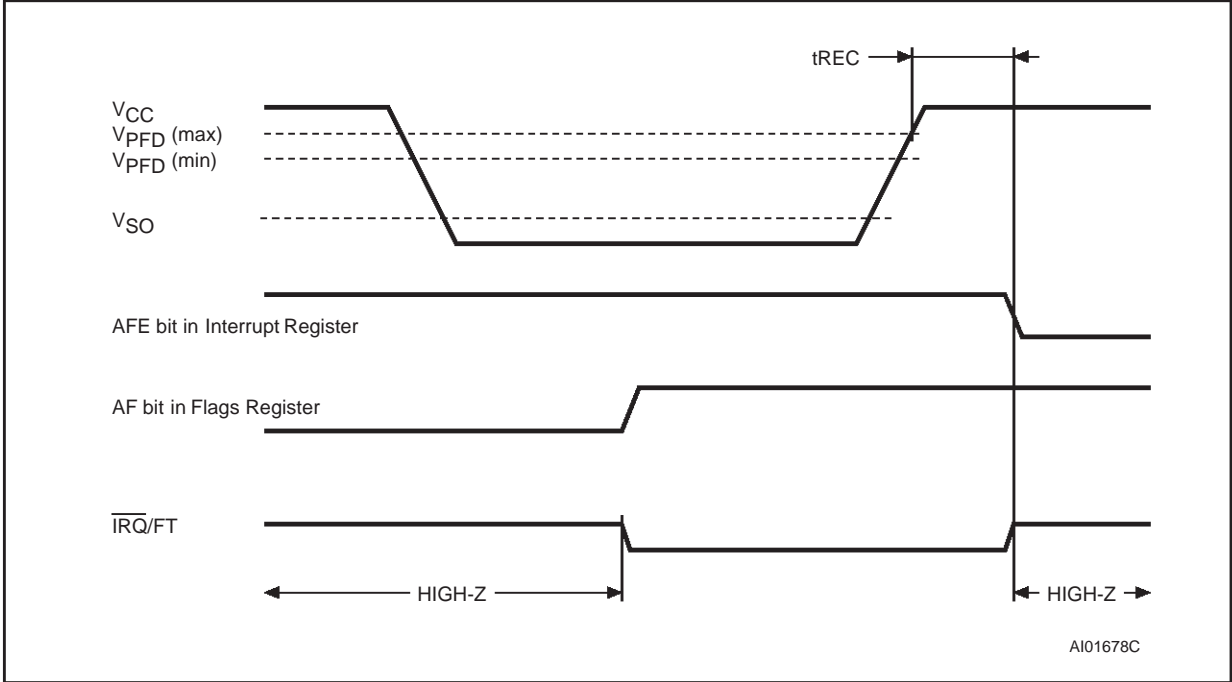 tREC
VCC
VPFD (max)
VPFD (min)
VSO
AFE bit in Interrupt Register
AF bit in Flags Register
IRQ/FT
HIGH-Z
HIGH-Z
AI01678C